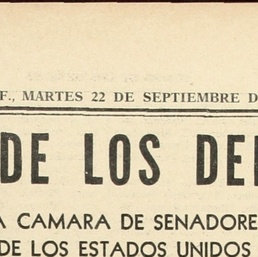 F., MARTES 22 DE SEPTIEMBRE D
DE LOS DE
A CAMARA DE SENADORE
DE LOS ESTADOS UNIDOS